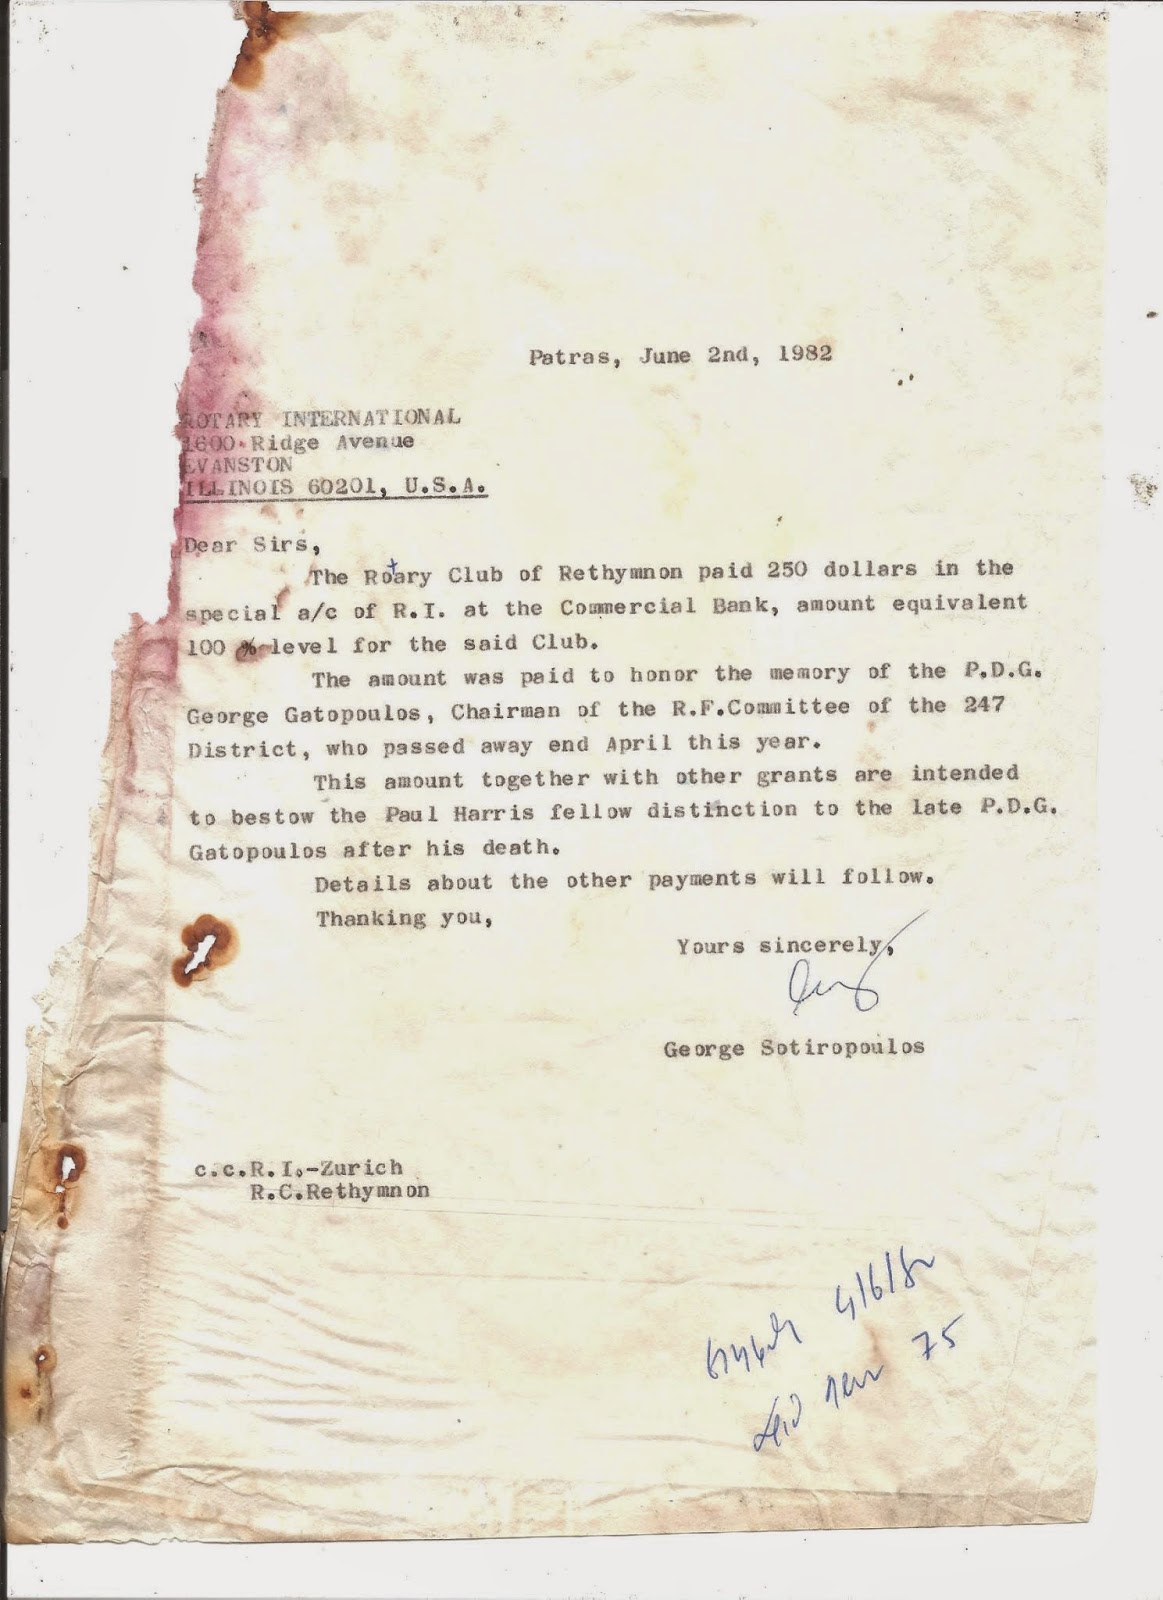 Patras, June 2nd, 1982
ROTARY INTERNATIONAL
1600 Ridge Avenue
EVANSTON
ILLINOIS 60201, U.S.A.
Dear Sirs,
The Rotary Club of Rethymnon paid 250 dollars in the
special a/c of R.I. at the Commercial Bank, amount equivalent
100 % level for the said Club.
The amount was paid to honor the memory of the P.D.G.
George Gatopoulos, Chairman of the R.F.Committee of the 247
District, who passed away end April this year.
This amount together with other grants are intended
to bestow the Paul Harris fellow distinction to the late P.D.G.
Gatopoulos after his death.
Details about the other payments will follow.
Thanking you,
Yours sincerely,
George Sotiropoulos
c.c.R.I.-Zurich
R.C.Rethymnon
4/6/82
75